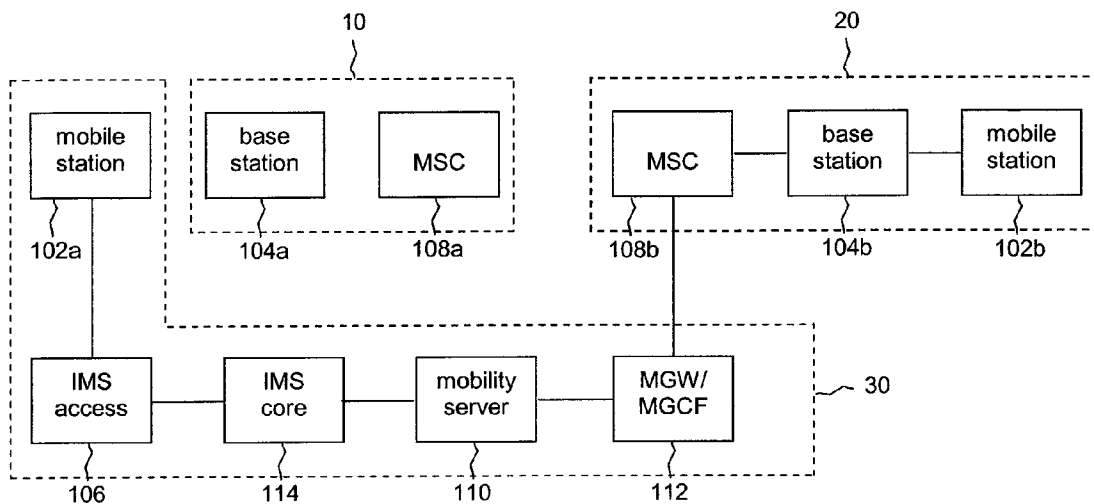 10
20
mobile
station
base
station
MSC
MSC
base
station
mobile
station
102a
104a
108a
108b
104b
102b
IMS
access
IMS
core
mobility
server
MGW/
MGCF
30
106
114
110
112